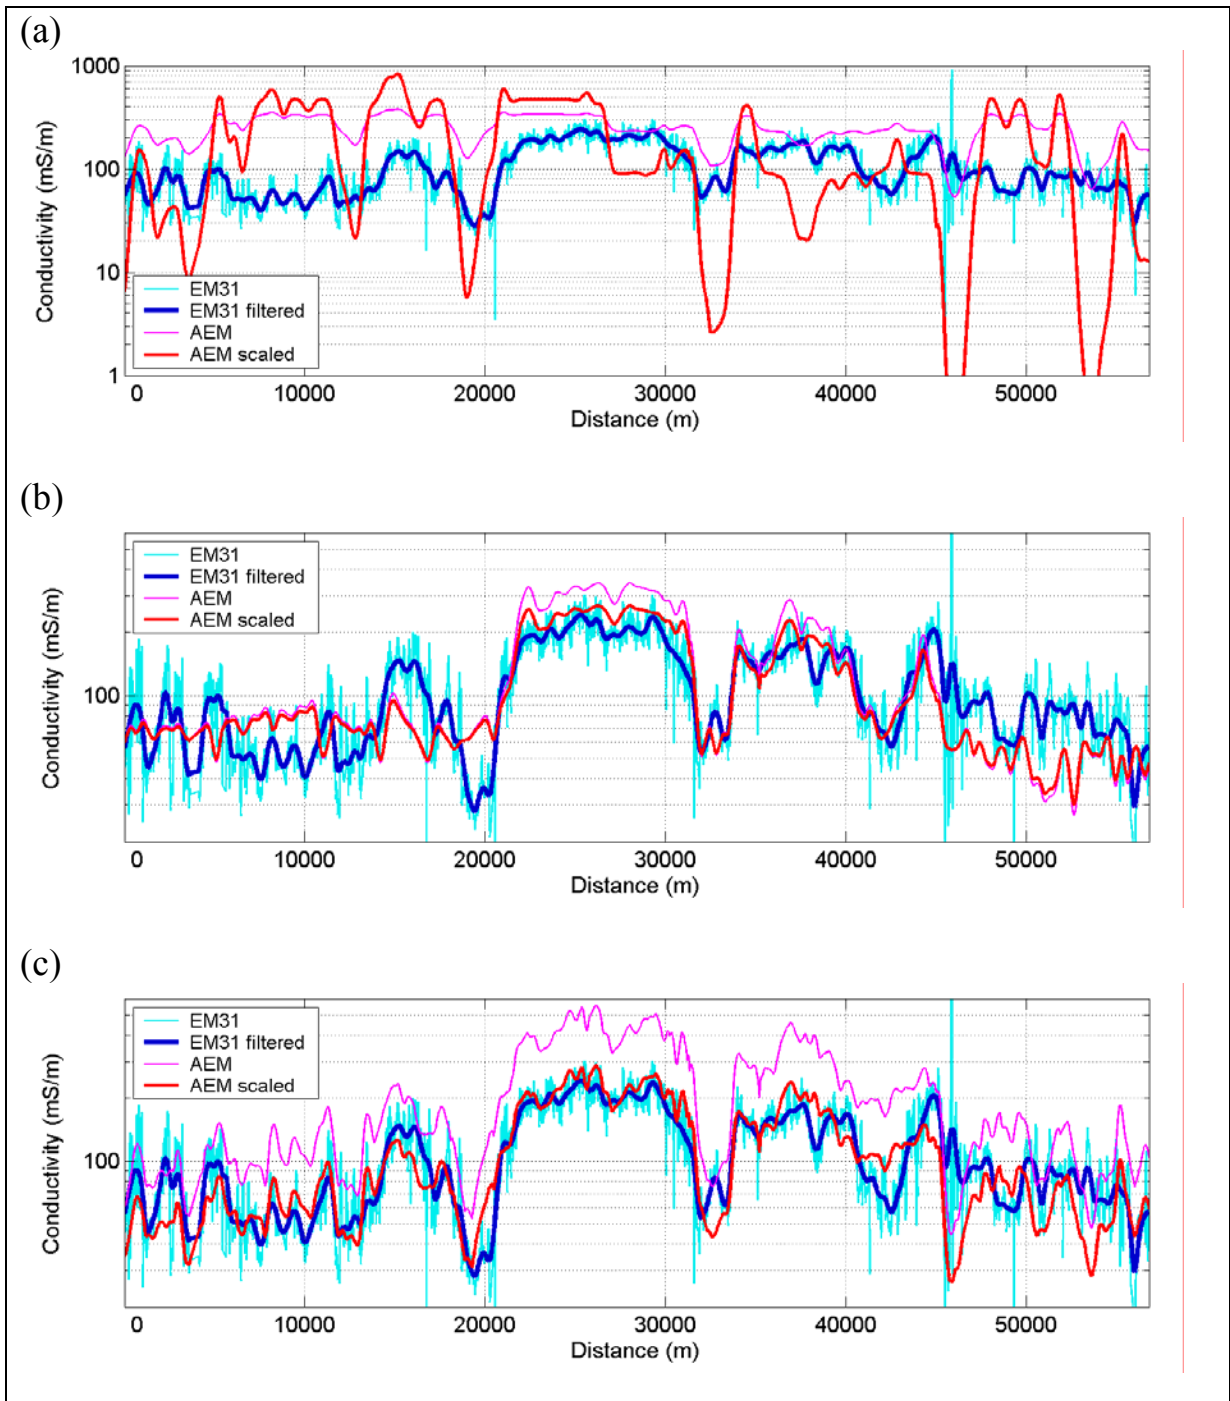 (a)
1000
100
10
1
Conductivity (mS/m)
EM31
EM31 filtered
AEM
AEM scaled
0 10000 20000 30000 40000 50000
Distance (m)
(b)
100
Conductivity (mS/m)
EM31
EM31 filtered
AEM
AEM scaled
0 10000 20000 30000 40000 50000
Distance (m)
(c)
100
Conductivity (mS/m)
EM31
EM31 filtered
AEM
AEM scaled
0 10000 20000 30000 40000 50000
Distance (m)